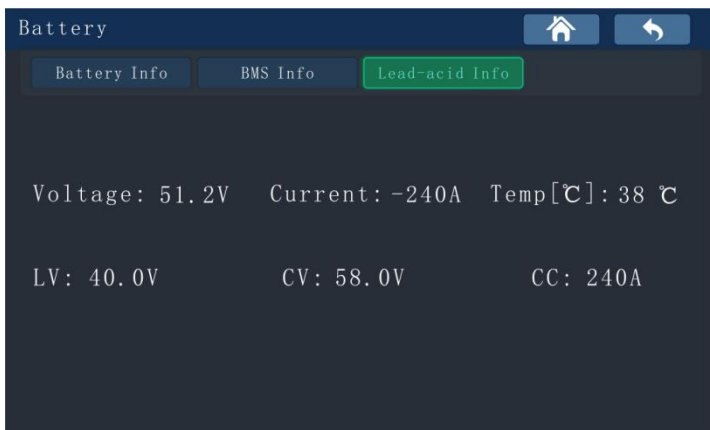 Battery
Battery Info BMS Info Lead-acid Info
Voltage: 51.2V Current: -240A Temp[℃]: 38 ℃
LV: 40.0V CV: 58.0V CC: 240A